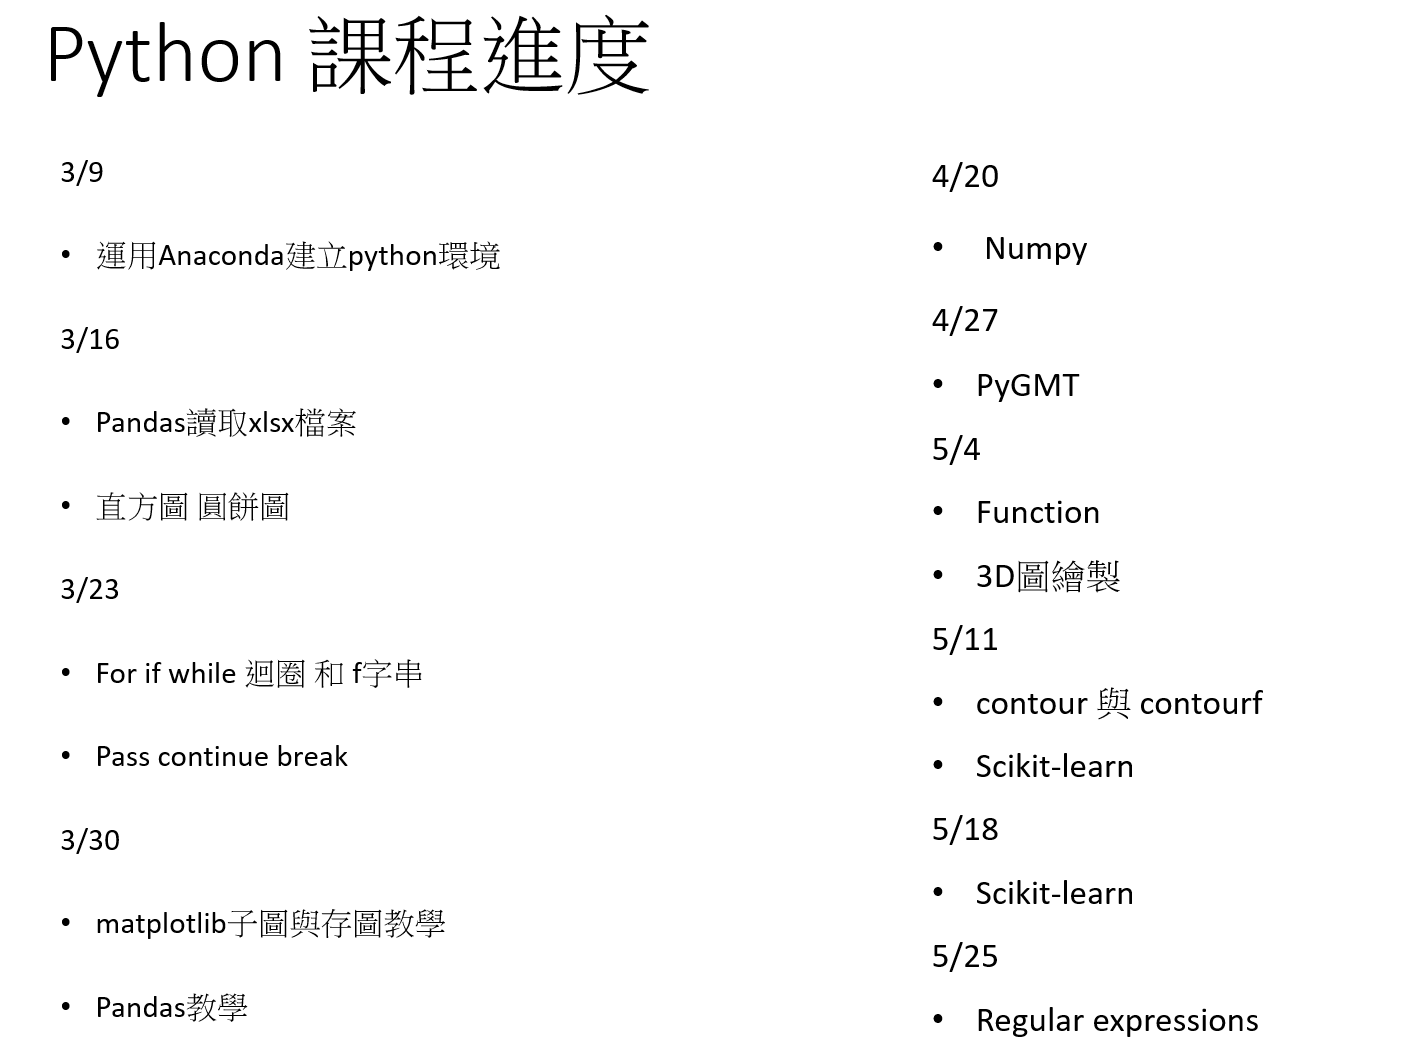 Python 課程進度
3/9
• 運用Anaconda建立python環境
3/16
• Pandas讀取xlsx檔案
• 直方圖 圓餅圖
3/23
• For if while 迴圈 和 f字串
• Pass continue break
3/30
• matplotlib子圖與存圖教學
• Pandas教學
4/20
• Numpy
4/27
• PyGMT
5/4
• Function
• 3D圖繪製
5/11
• contour 與 contourf
• Scikit-learn
5/18
• Scikit-learn
5/25
• Regular expressions